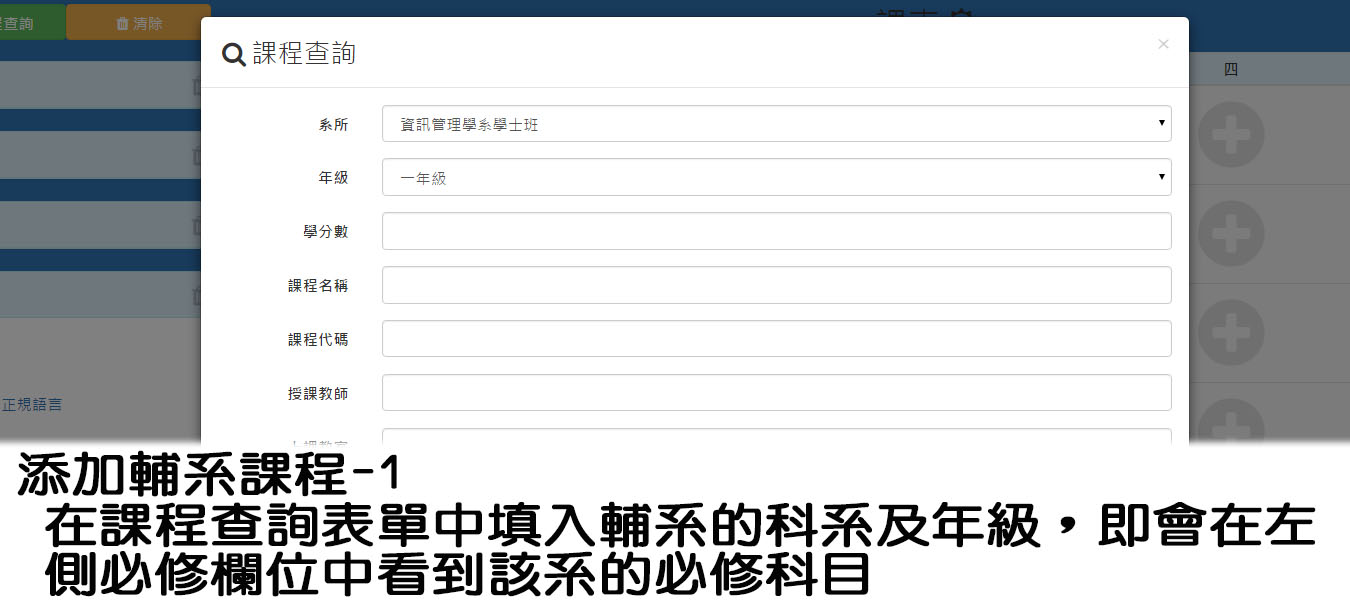 查詢
清除
課表
課程查詢
×
四
系所
資訊管理學系學士班
年級
一年級
學分數
課程名稱
課程代碼
授課教師
正規語言
添加輔系課程-1
在課程查詢表單中填入輔系的科系及年級，即會在左
側必修欄位中看到該系的必修科目